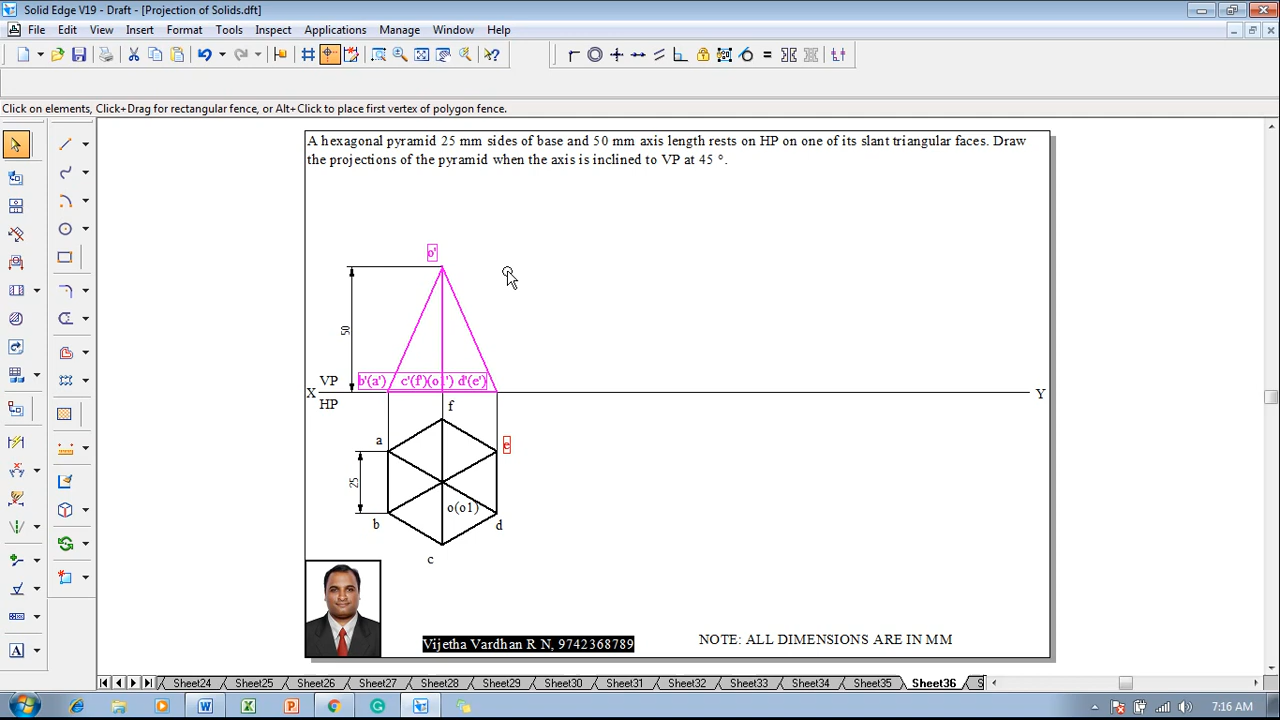 Solid Edge V19 - Draft - [Projection of Solids.dft]
File Edit View Insert Format Tools Inspect Applications Manage Window Help
Click on elements, Click+Drag for rectangular fence, or Alt+Click to place first vertex of polygon fence.
A hexagonal pyramid 25 mm sides of base and 50 mm axis length rests on HP on one of its slant triangular faces. Draw
the projections of the pyramid when the axis is inclined to VP at 45 °.
o'
50
VP
b'(a') c'(f')(o1') d'(e')
X
Y
HP
f
a
e
25
o(o1)
b
d
c
Vijetha Vardhan R N, 9742368789
NOTE: ALL DIMENSIONS ARE IN MM
Sheet24 Sheet25 Sheet26 Sheet27 Sheet28 Sheet29 Sheet30 Sheet31 Sheet32 Sheet33 Sheet34 Sheet35 Sheet36 S
7:16 AM